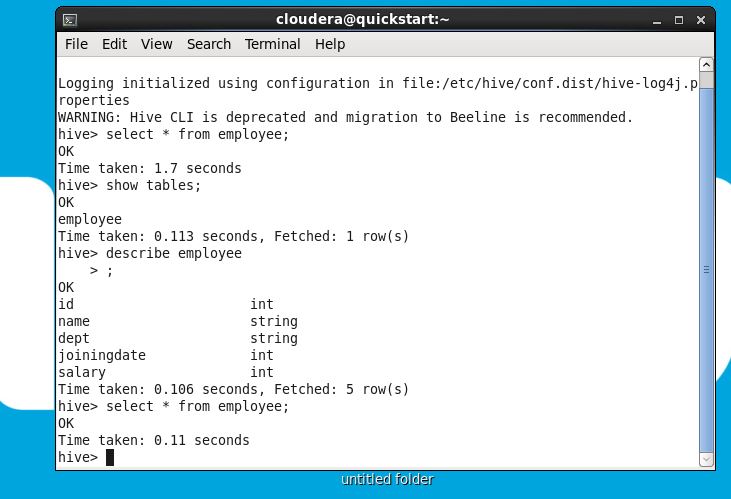 cloudera@quickstart:~
File Edit View Search Terminal Help
Logging initialized using configuration in file:/etc/hive/conf.dist/hive-log4j.p
roperties
WARNING: Hive CLI is deprecated and migration to Beeline is recommended.
hive> select * from employee;
OK
Time taken: 1.7 seconds
hive> show tables;
OK
employee
Time taken: 0.113 seconds, Fetched: 1 row(s)
hive> describe employee
    > ;
OK
id                      int
name                    string
dept                    string
joiningdate             int
salary                  int
Time taken: 0.106 seconds, Fetched: 5 row(s)
hive> select * from employee;
OK
Time taken: 0.11 seconds
hive>
untitled folder